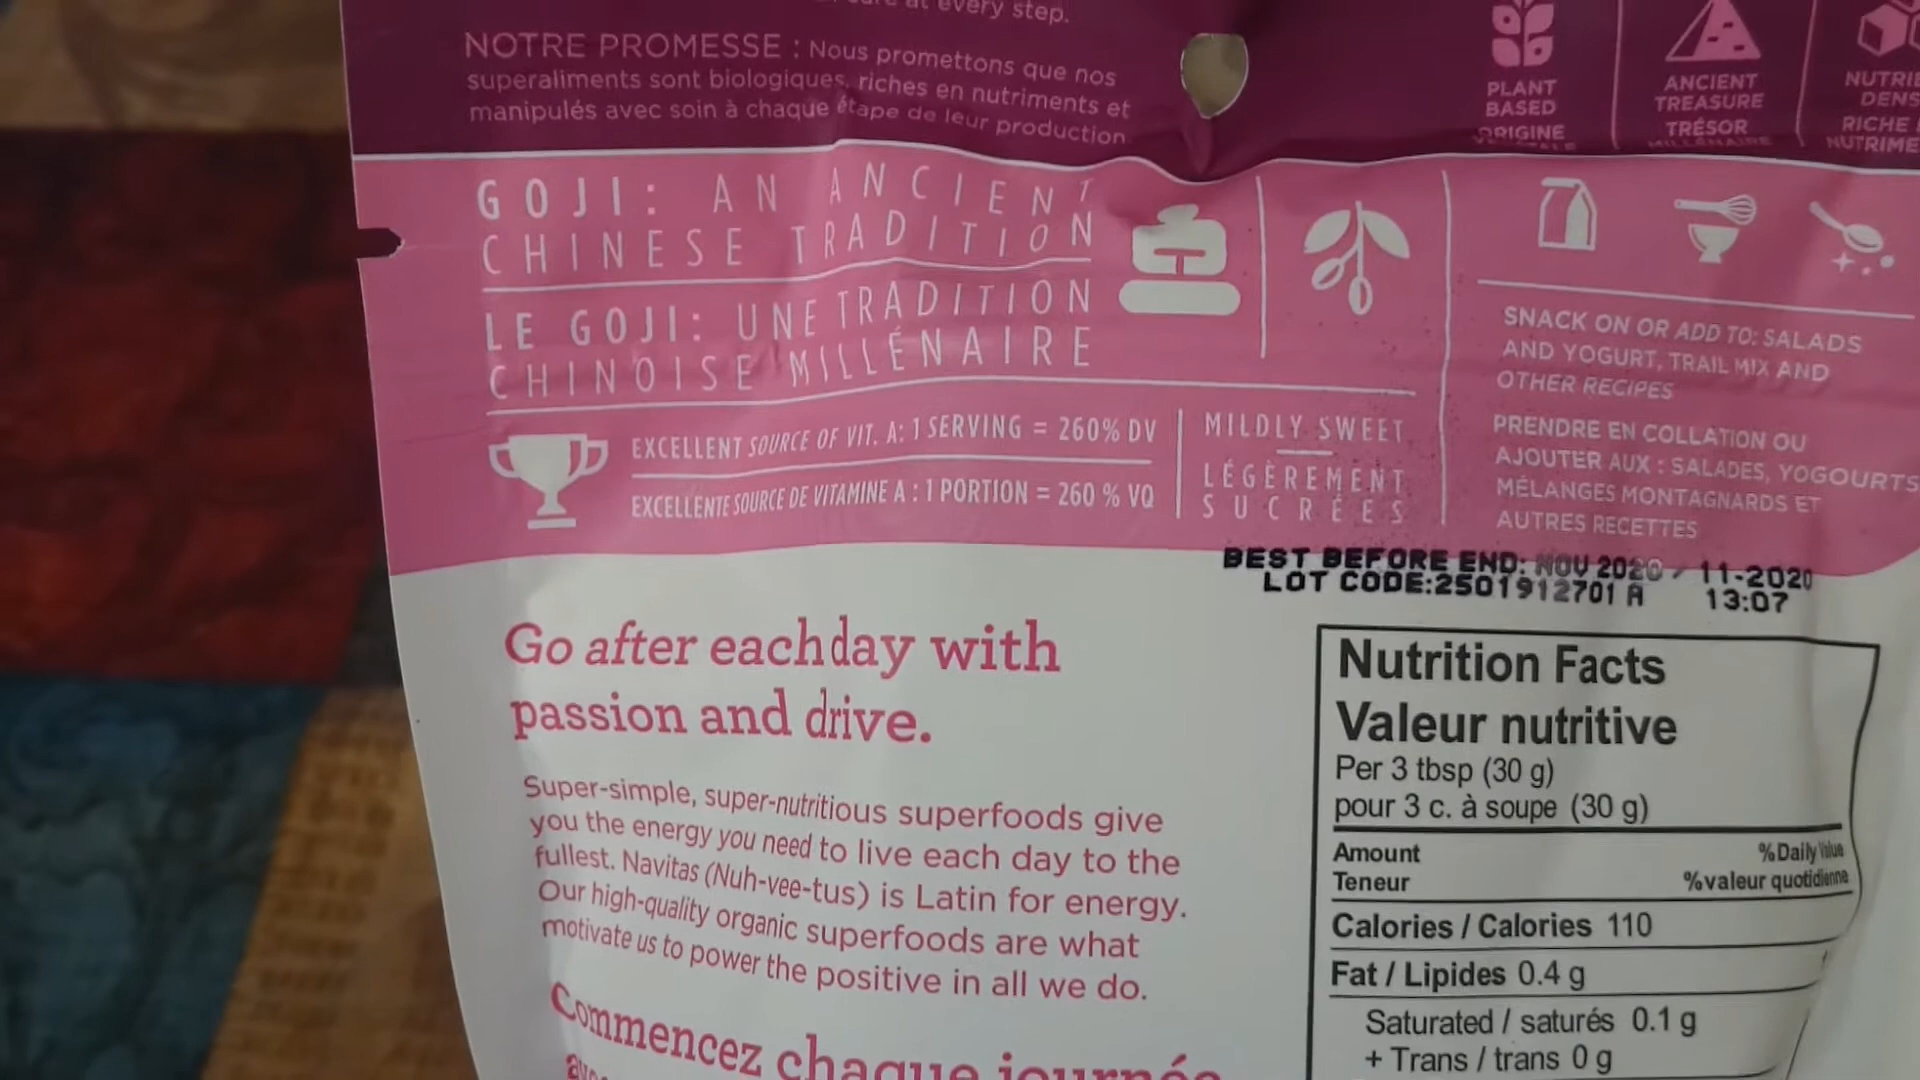 at every step.
NOTRE PROMESSE : Nous promettons que nos
superaliments sont biologiques, riches en nutriments et
manipulés avec soin à chaque étape de leur production
PLANT
BASED
ORIGINE
ANCIENT
TREASURE
TRÉSOR
MILLÉNAIRE
NUTRIE
DENS
RICHE
NUTRIME
GOJI: AN ANCIENT
CHINESE TRADITION
LE GOJI: UNE TRADITION
CHINOISE MILLÉNAIRE
EXCELLENT SOURCE OF VIT. A: 1 SERVING = 260% DV
EXCELLENTE SOURCE DE VITAMINE A : 1 PORTION = 260 % VQ
MILDLY SWEET
LÉGÈREMENT
SUCRÉES
SNACK ON OR ADD TO: SALADS
AND YOGURT, TRAIL MIX AND
OTHER RECIPES
PRENDRE EN COLLATION OU
AJOUTER AUX : SALADES, YOGOURTS
MÉLANGES MONTAGNARDS ET
AUTRES RECETTES
BEST BEFORE END: NOV 2020 / 11-2020
LOT CODE:2501912701 A 13:07
Go after each day with
passion and drive.
Super-simple, super-nutritious superfoods give
you the energy you need to live each day to the
fullest. Navitas (Nuh-vee-tus) is Latin for energy.
Our high-quality organic superfoods are what
motivate us to power the positive in all we do.
Commencez chaque journée
Nutrition Facts
Valeur nutritive
Per 3 tbsp (30 g)
pour 3 c. à soupe (30 g)
Amount % Daily Value
Teneur % valeur quotidienne
Calories / Calories 110
Fat / Lipides 0.4 g
Saturated / saturés 0.1 g
+ Trans / trans 0 g